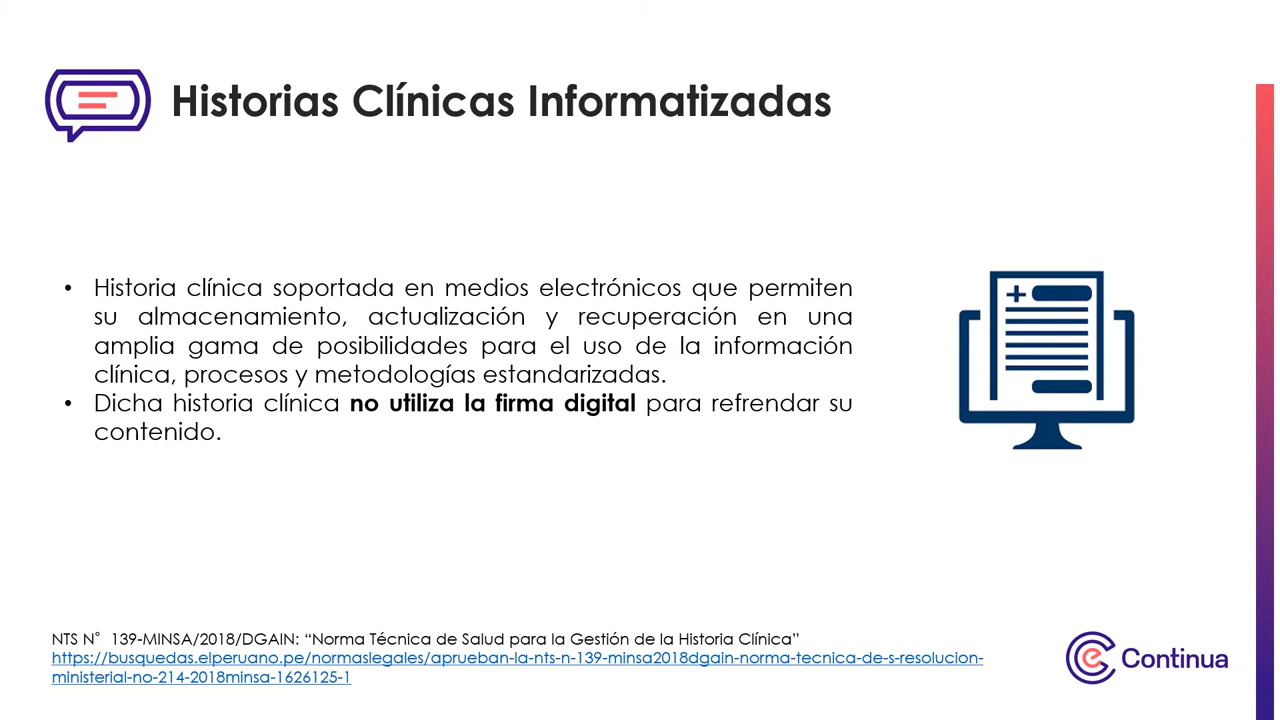 Historias Clínicas Informatizadas
• Historia clínica soportada en medios electrónicos que permiten
su almacenamiento, actualización y recuperación en una
amplia gama de posibilidades para el uso de la información
clínica, procesos y metodologías estandarizadas.
• Dicha historia clínica no utiliza la firma digital para refrendar su
contenido.
NTS N° 139-MINSA/2018/DGAIN: “Norma Técnica de Salud para la Gestión de la Historia Clínica”
https://busquedas.elperuano.pe/normaslegales/aprueban-la-nts-n-139-minsa2018dgain-norma-tecnica-de-s-resolucion-
ministerial-no-214-2018minsa-1626125-1
Continua